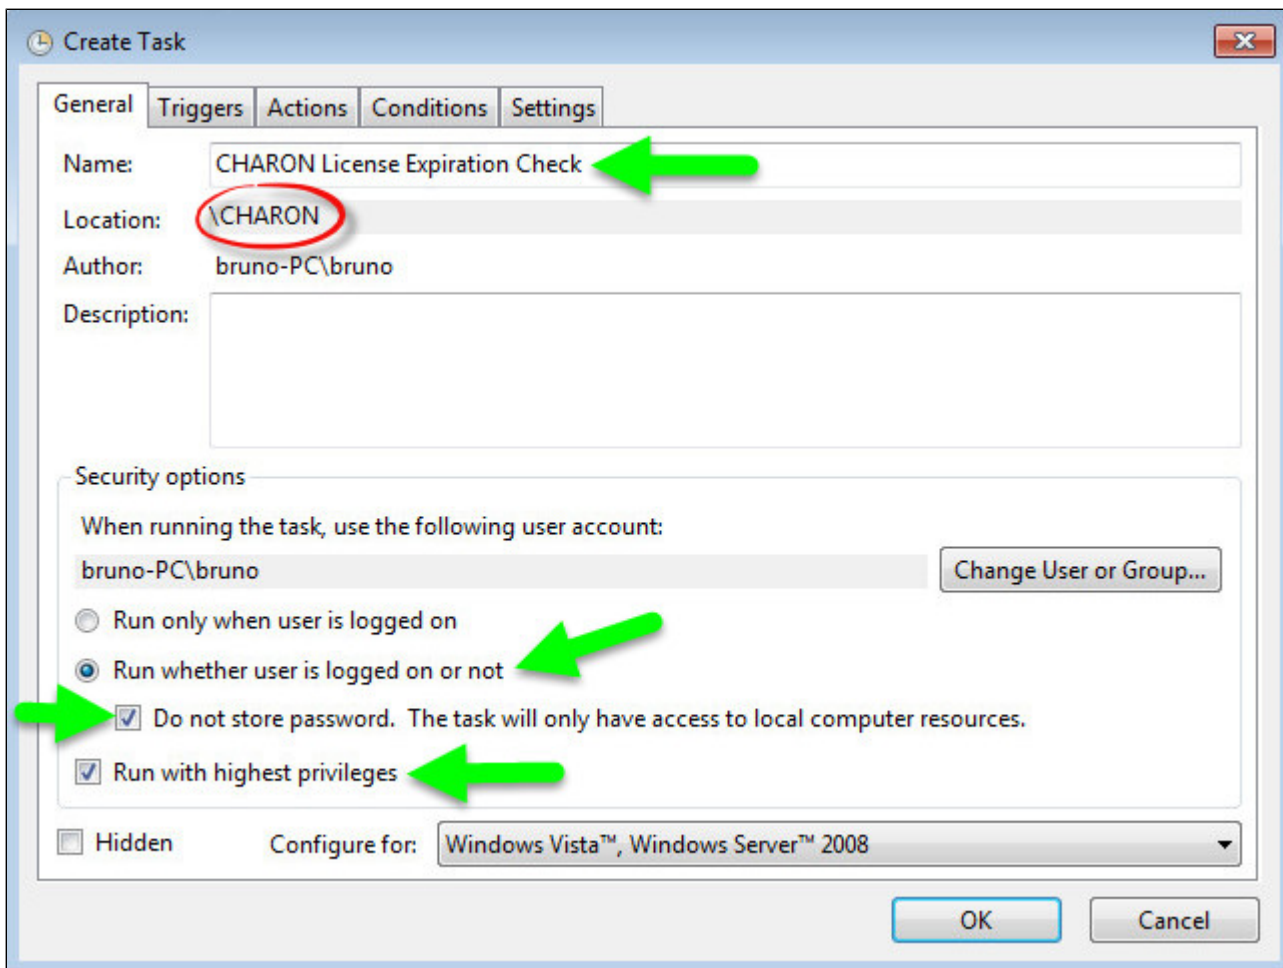 Create Task
General Triggers Actions Conditions Settings
Name: CHARON License Expiration Check
Location: \CHARON
Author: bruno-PC\bruno
Description:
Security options
When running the task, use the following user account:
bruno-PC\bruno Change User or Group...
Run only when user is logged on
Run whether user is logged on or not
Do not store password. The task will only have access to local computer resources.
Run with highest privileges
Hidden Configure for: Windows Vista™, Windows Server™ 2008
OK Cancel